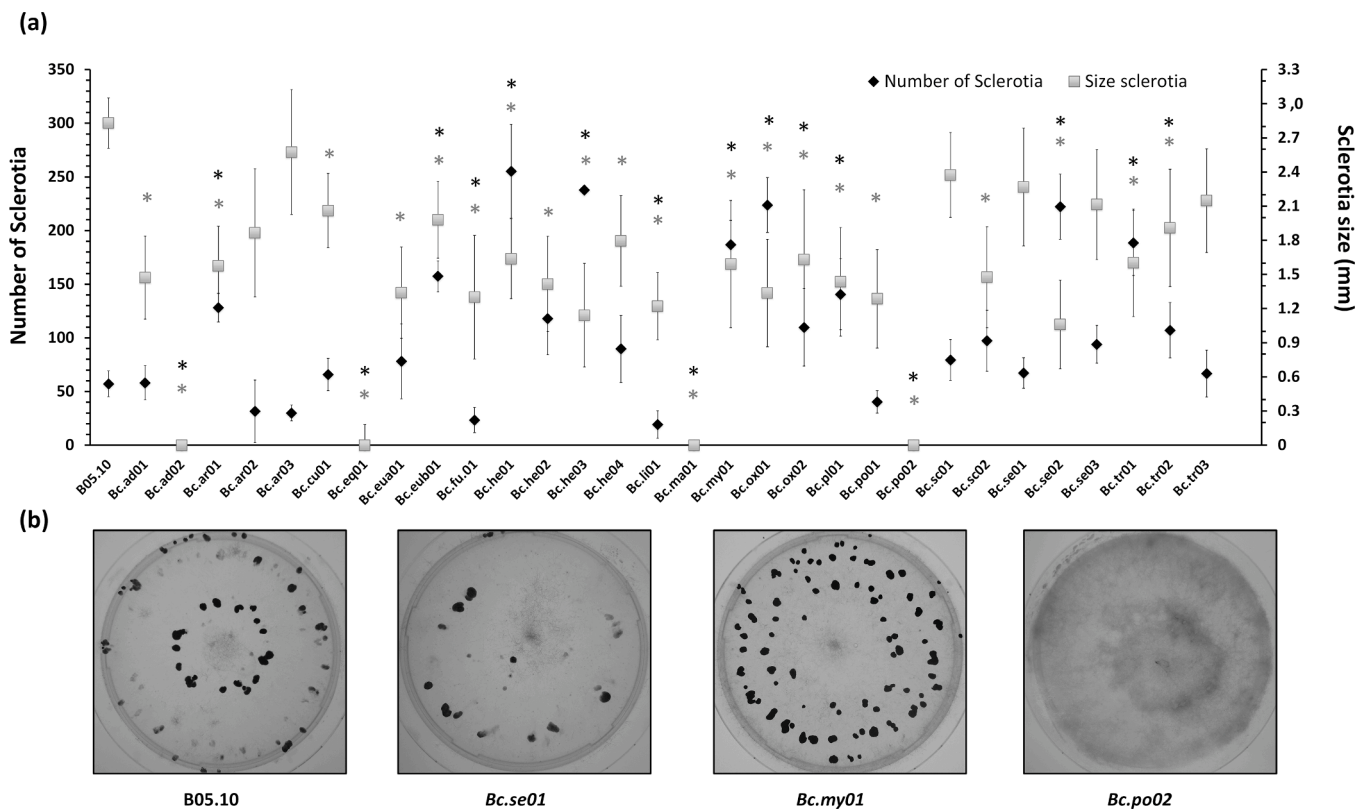 (a)
350
300
250
200
150
100
50
0
Number of Sclerotia
Number of Sclerotia
Size sclerotia
3.3
3 ,0
2.7
2.4
2.1
1.8
1.5
1.2
0.9
0.6
0.3
0
Sclerotia size (mm)
* * * * * * * * * * * * * * * * * * * * * * * * * * * * * * * * * * * * *
B05.10
Bc.ad01
Bc.ad02
Bc.ar01
Bc.ar02
Bc.ar03
Bc.cu01
Bc.eq01
Bc.eua01
Bc.eub01
Bc.fu.01
Bc.he01
Bc.he02
Bc.he03
Bc.he04
Bc.li01
Bc.ma01
Bc.my01
Bc.ox01
Bc.ox02
Bc.pl01
Bc.po01
Bc.po02
Bc.sc01
Bc.sc02
Bc.se01
Bc.se02
Bc.se03
Bc.tr01
Bc.tr02
Bc.tr03
(b)
B05.10
Bc.se01
Bc.my01
Bc.po02